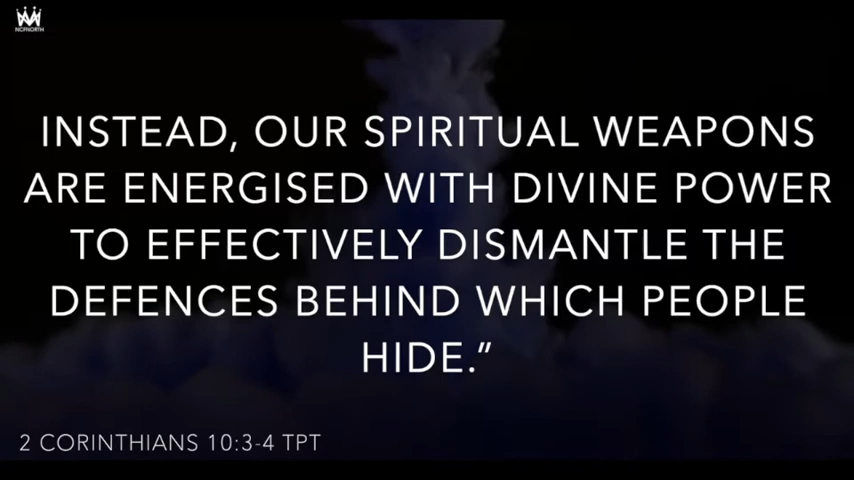 NCFNORTH
INSTEAD, OUR SPIRITUAL WEAPONS
ARE ENERGISED WITH DIVINE POWER
TO EFFECTIVELY DISMANTLE THE
DEFENCES BEHIND WHICH PEOPLE
HIDE.”
2 CORINTHIANS 10:3-4 TPT